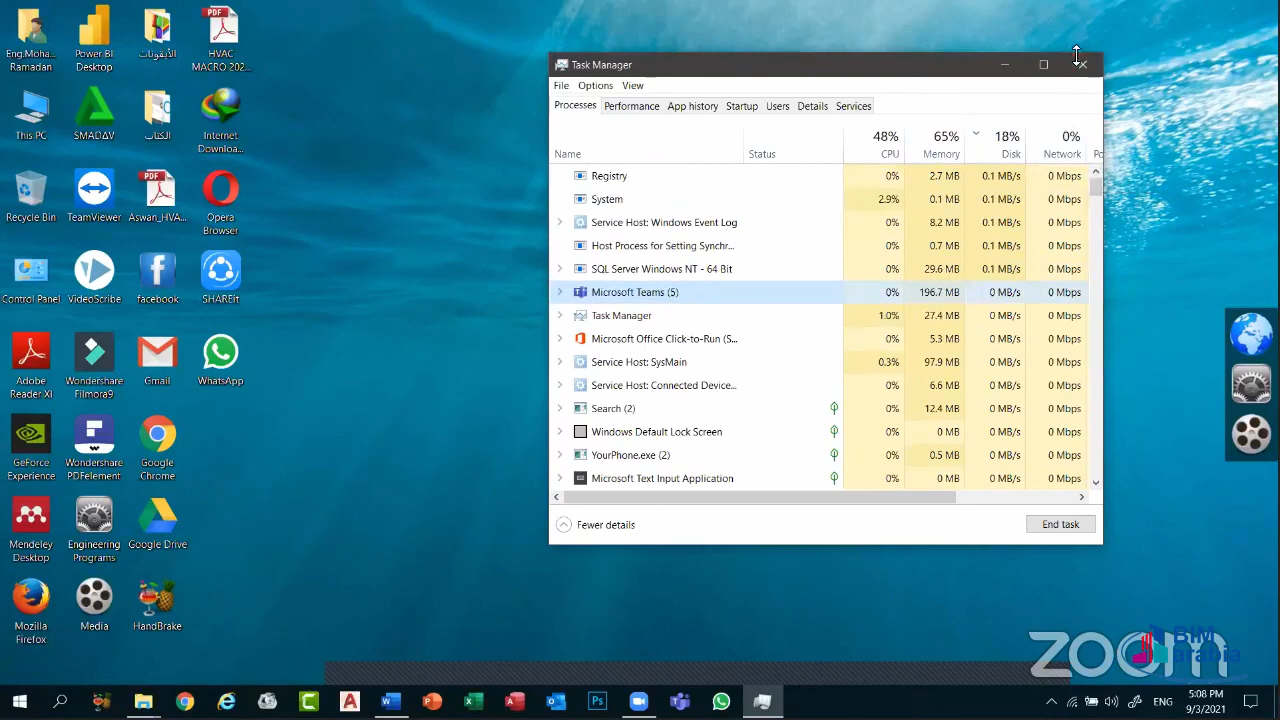 Eng.Moha...
Ramadan
Power BI
Desktop
الأيقونات
HVAC
MACRO 202...
This PC
SMADΔV
الكتاب
Internet
Downloa...
Recycle Bin
TeamViewer
Aswan_HVA...
Opera
Browser
Control Panel
VideoScribe
facebook
SHAREit
Adobe
Reader XI
Wondershare
Filmora9
Gmail
WhatsApp
GeForce
Experience
Wondershare
PDFelement
Google
Chrome
Mendeley
Desktop
Engineering
Programs
Google Drive
Mozilla
Firefox
Media
HandBrake
Task Manager
File Options View
Processes Performance App history Startup Users Details Services
48% 65% 18% 0%
Name Status CPU Memory Disk Network Po
Registry 0% 2.7 MB 0.1 MB/s 0 Mbps
System 2.9% 0.1 MB 0.1 MB/s 0 Mbps
Service Host: Windows Event Log 0% 8.2 MB 0.1 MB/s 0 Mbps
Host Process for Setting Synchr... 0% 0.7 MB 0.1 MB/s 0 Mbps
SQL Server Windows NT - 64 Bit 0% 29.6 MB 0.1 MB/s 0 Mbps
Microsoft Teams (5) 0% 196.7 MB 0 MB/s 0 Mbps
Task Manager 1.0% 27.4 MB 0 MB/s 0 Mbps
Microsoft Office Click-to-Run (S... 0% 5.3 MB 0 MB/s 0 Mbps
Service Host: SysMain 0.3% 97.9 MB 0 MB/s 0 Mbps
Service Host: Connected Device... 0% 6.6 MB 0 MB/s 0 Mbps
Search (2) 0% 12.4 MB 0 MB/s 0 Mbps
Windows Default Lock Screen 0% 0 MB 0 MB/s 0 Mbps
YourPhone.exe (2) 0% 0.5 MB 0 MB/s 0 Mbps
Microsoft Text Input Application 0% 0 MB 0 MB/s 0 Mbps
Fewer details End task
zoom
BIM
arabia
ENG
5:08 PM
9/3/2021